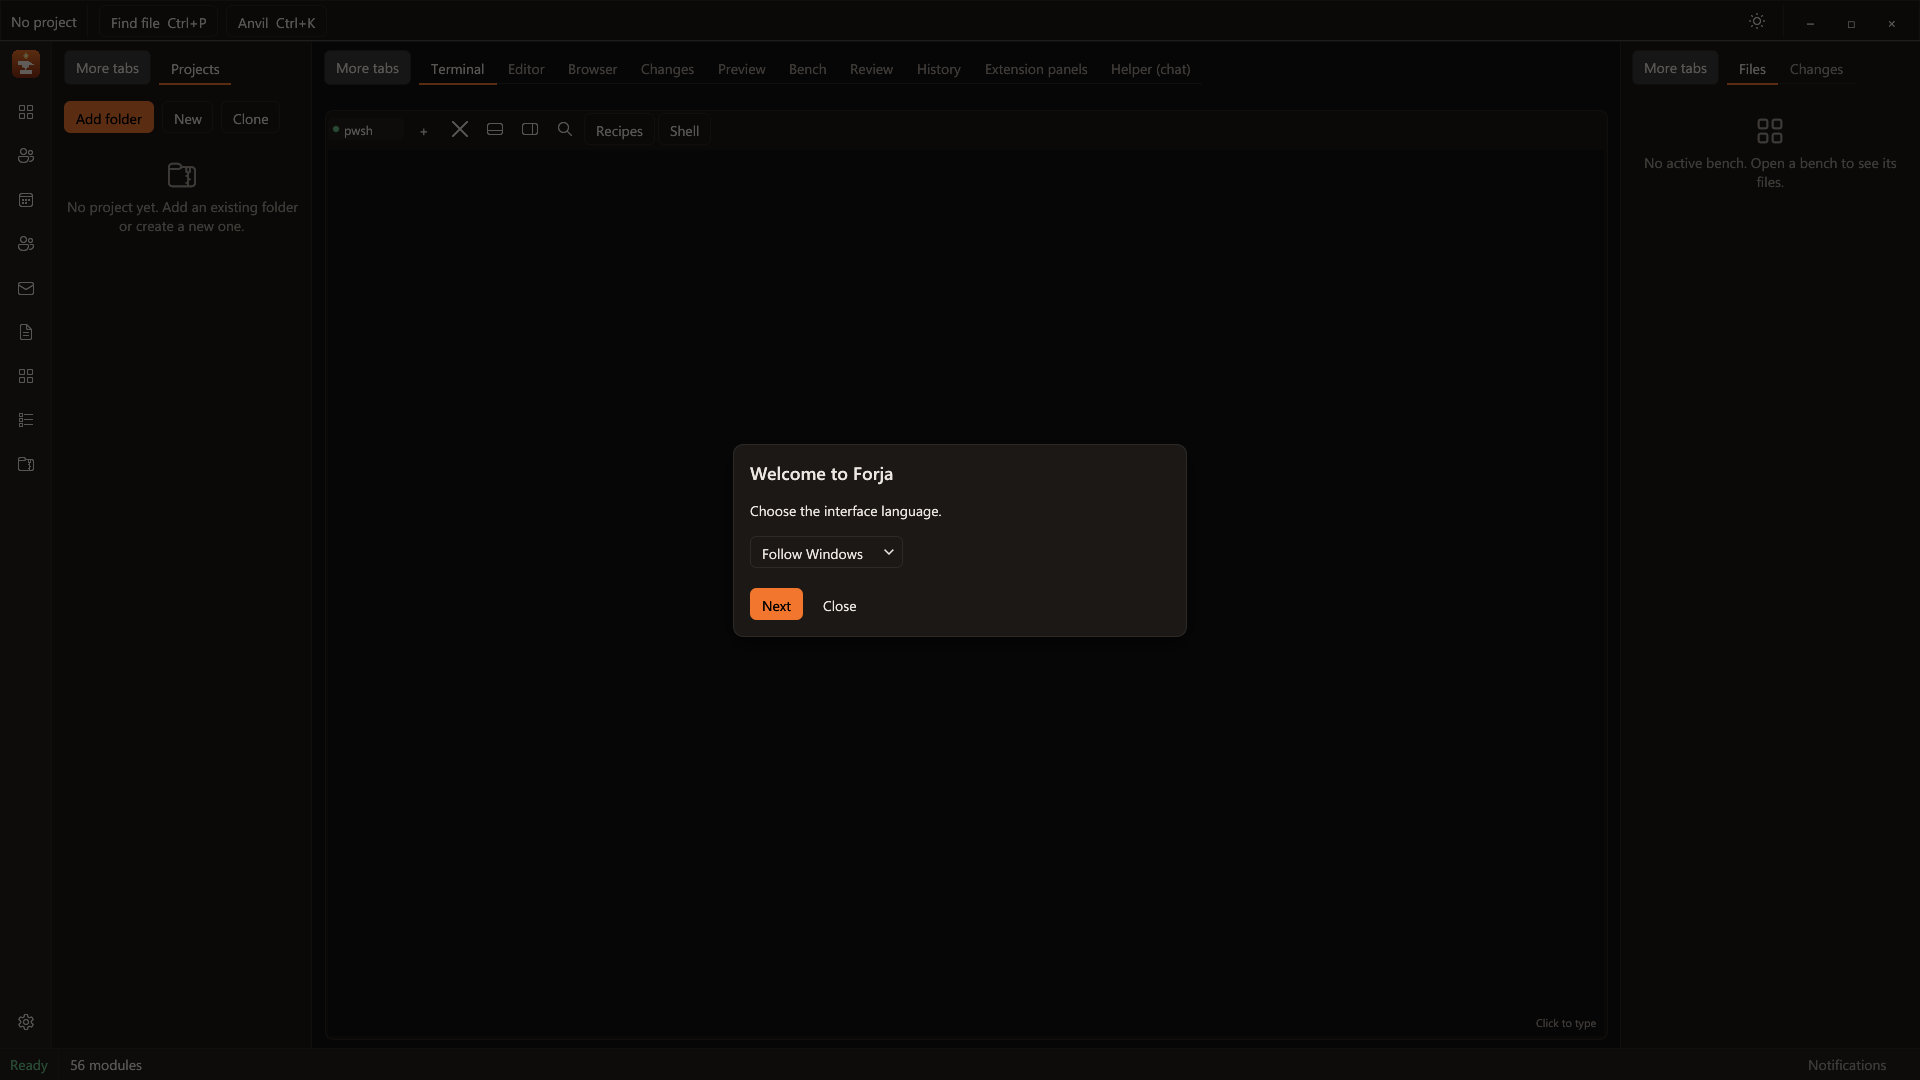 No project
Find file Ctrl+P
Anvil Ctrl+K
More tabs
Projects
Add folder
New
Clone
No project yet. Add an existing folder
or create a new one.
More tabs
Terminal
Editor
Browser
Changes
Preview
Bench
Review
History
Extension panels
Helper (chat)
pwsh
+
Recipes
Shell
More tabs
Files
Changes
No active bench. Open a bench to see its
files.
Welcome to Forja
Choose the interface language.
Follow Windows
Next
Close
Click to type
Ready
56 modules
Notifications